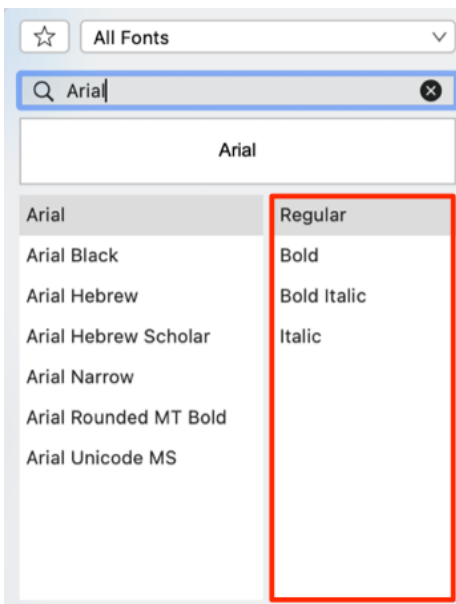 All Fonts
Arial
Arial
Arial
Arial Black
Arial Hebrew
Arial Hebrew Scholar
Arial Narrow
Arial Rounded MT Bold
Arial Unicode MS
Regular
Bold
Bold Italic
Italic